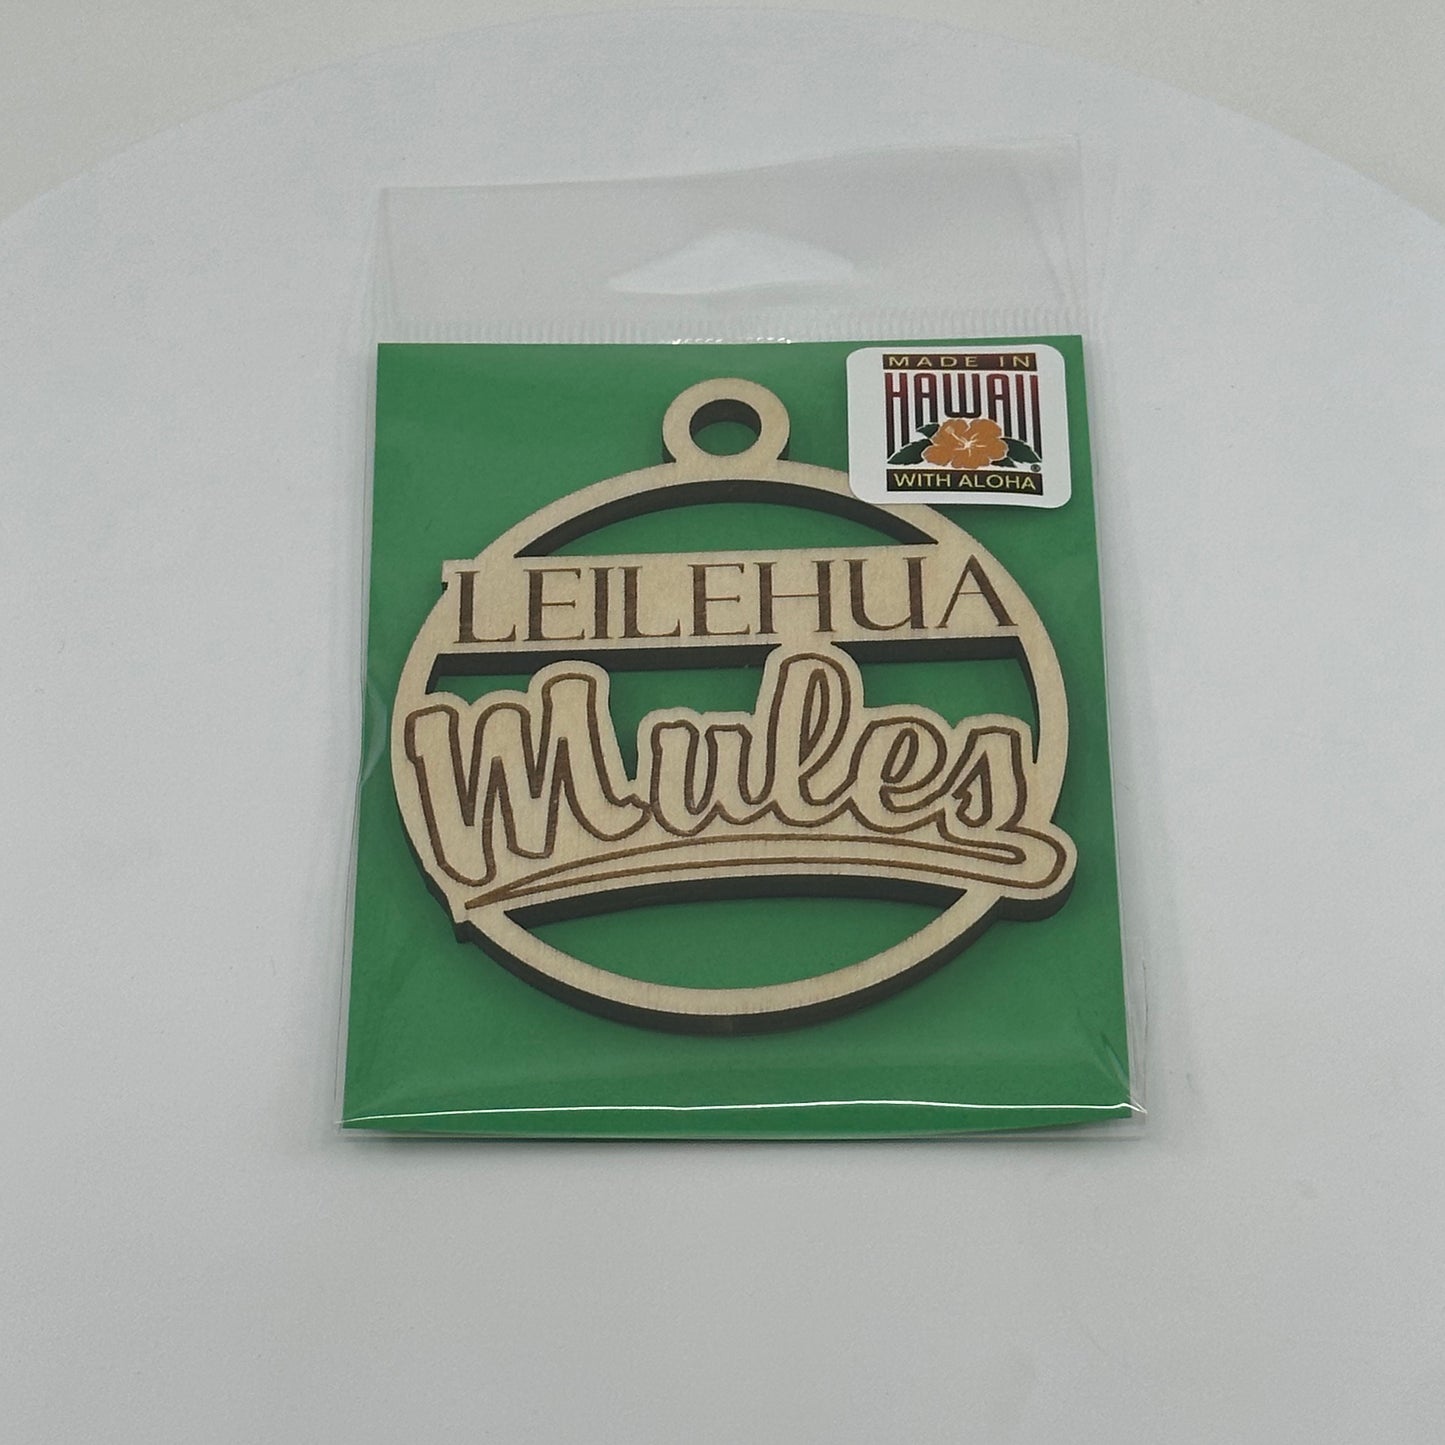 MADE IN
HAWAII
®
WITH ALOHA
LEILEHUA
Mules